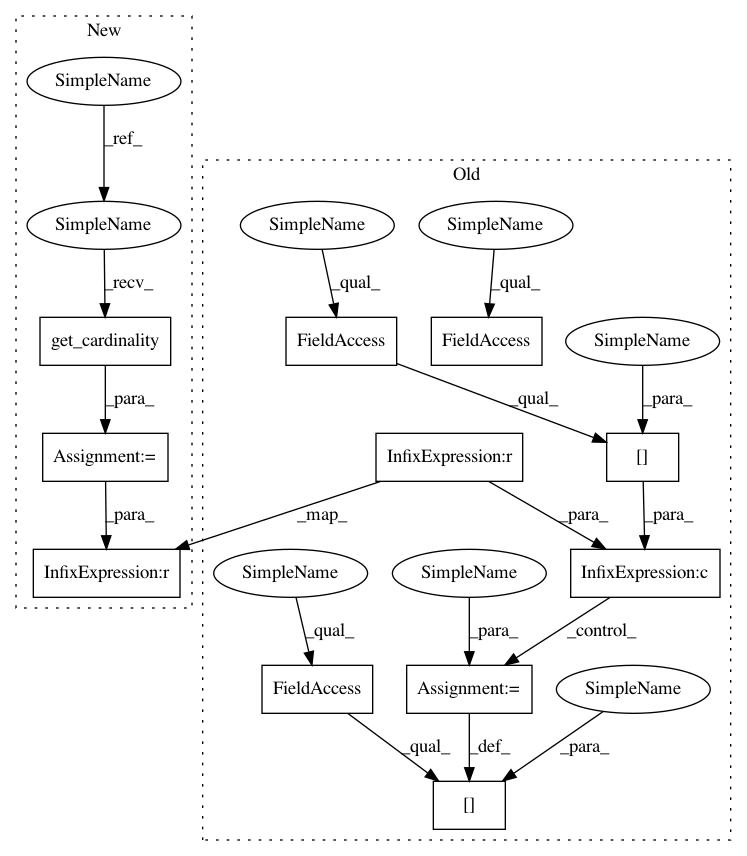 New
SimpleName
_ref_
Old
SimpleName
SimpleName
SimpleName
_recv_
_qual_
_qual_
get_cardinality
FieldAccess
FieldAccess
SimpleName
_para_
_qual_
_para_
Assignment:=
InfixExpression:r
[]
_para_
_map_
_para_
_para_
InfixExpression:r
SimpleName
SimpleName
InfixExpression:c
_qual_
_para_
_control_
FieldAccess
Assignment:=
SimpleName
_qual_
_def_
_para_
[]